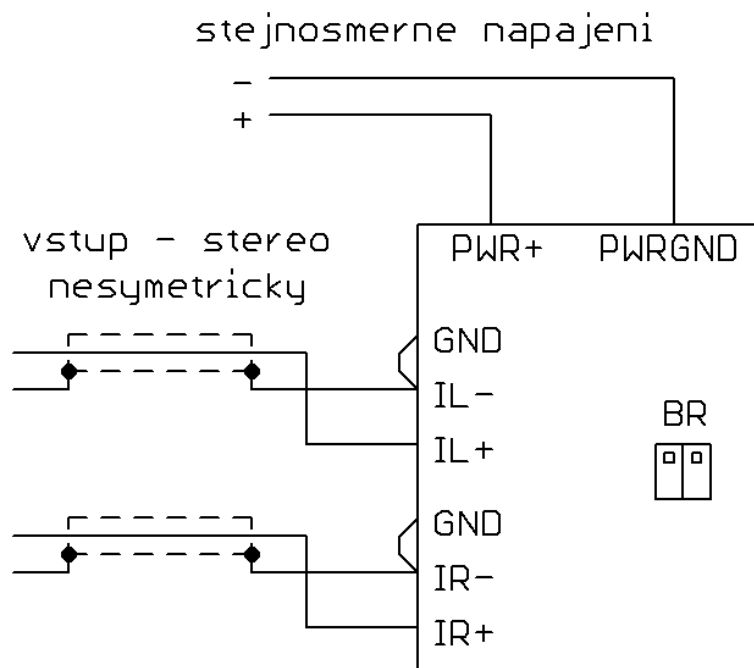 stejnosmerne napajeni
-
+
PWR+ PWRGND
vstup - stereo
nesymetricky
GND
IL-
IL+
BR
GND
IR-
IR+